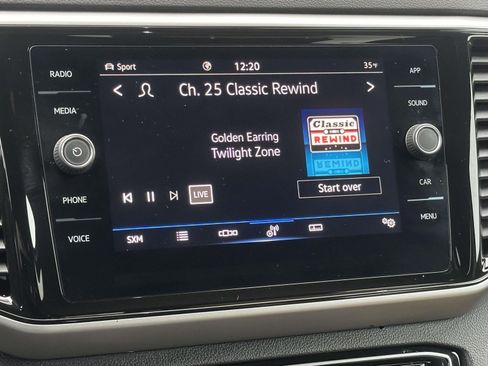 RADIO
MEDIA
PHONE
VOICE
Sport 12:20 35°F
< Ch. 25 Classic Rewind >
Golden Earring
Twilight Zone
Classic
REWIND
LIVE
Start over
SXM
APP
SOUND
CAR
MENU